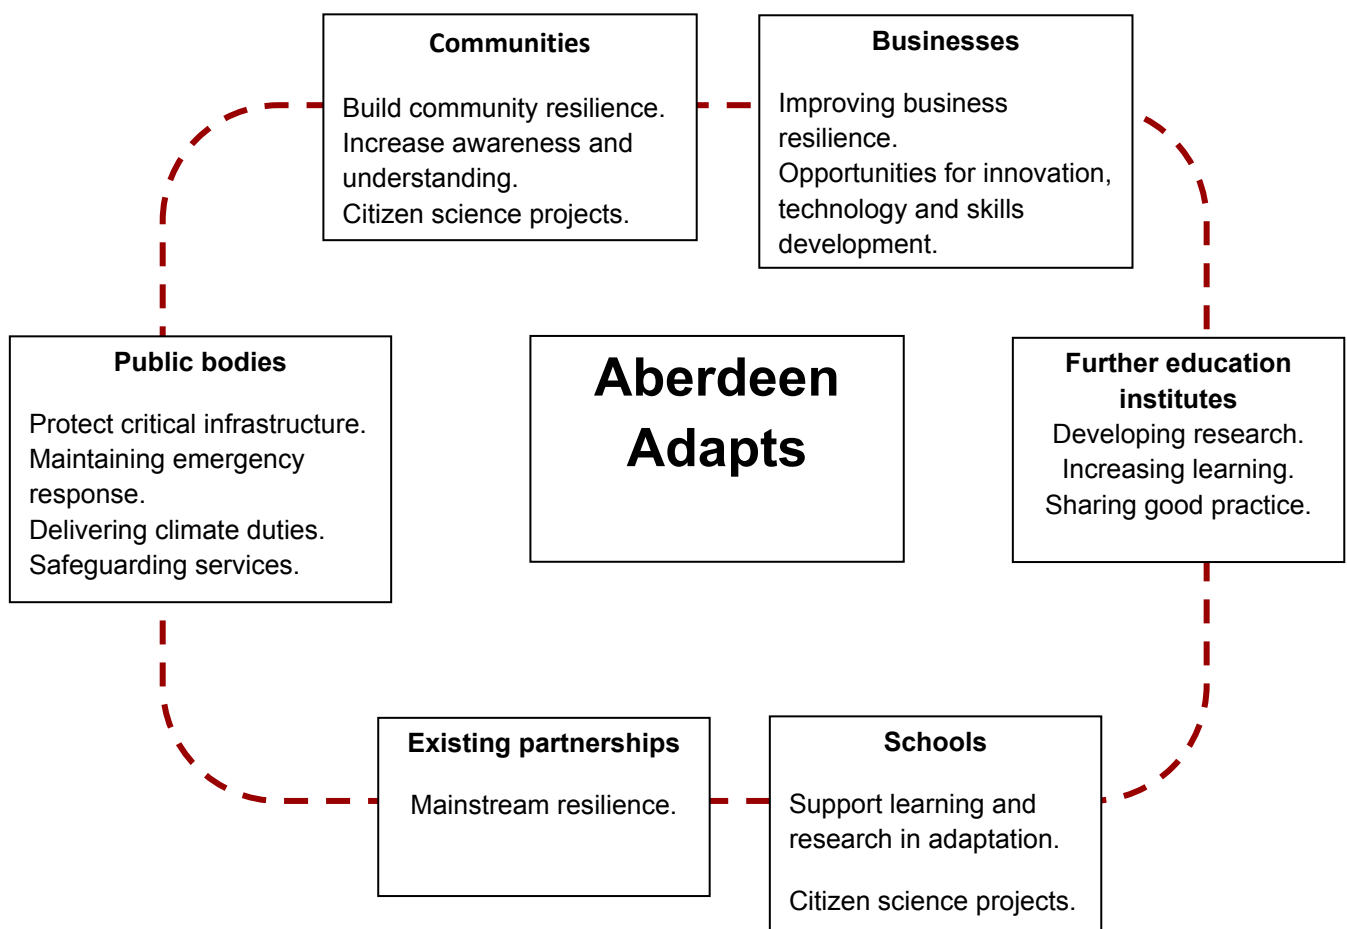 Communities
Build community resilience.
Increase awareness and
understanding.
Citizen science projects.
Businesses
Improving business
resilience.
Opportunities for innovation,
technology and skills
development.
Public bodies
Protect critical infrastructure.
Maintaining emergency
response.
Delivering climate duties.
Safeguarding services.
Aberdeen
Adapts
Further education
institutes
Developing research.
Increasing learning.
Sharing good practice.
Existing partnerships
Mainstream resilience.
Schools
Support learning and
research in adaptation.
Citizen science projects.